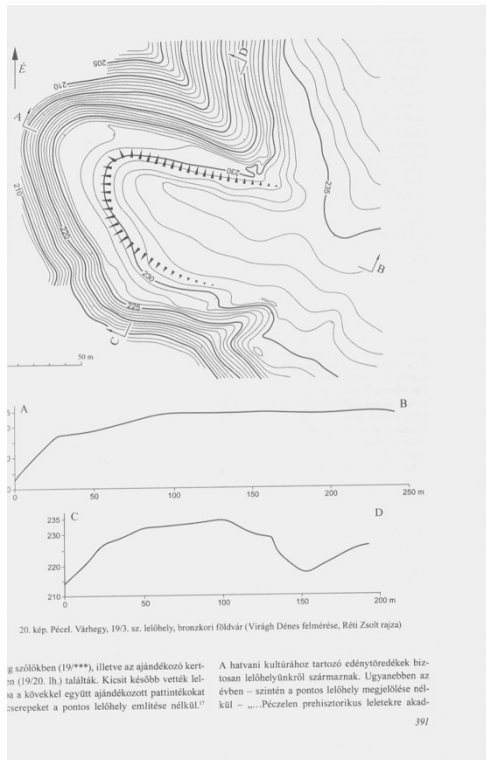 É
205
210
D
A
230
235
210
220
230
B
225
C
50 m
A
B
0
50
100
150
200
250 m
235
C
D
230
220
210
0
50
100
150
200 m
20. kép. Pécel. Várhegy, 19/3. sz. lelőhely, bronzkori földvár (Virágh Dénes felmérése, Réti Zsolt rajza)
g szőlőkben (19/***), illetve az ajándékozó kert-
en (19/20. lh.) találták. Kicsit később vették lel-
a a kövekkel együtt ajándékozott pattintékokat
cserepeket a pontos lelőhely említése nélkül.¹⁷
A hatvani kultúrához tartozó edénytöredékek biz-
tosan lelőhelyünkről származnak. Ugyanebben az
évben – szintén a pontos lelőhely megjelölése nél-
kül – „…Péczelen prehistorikus leletekre akad-
391